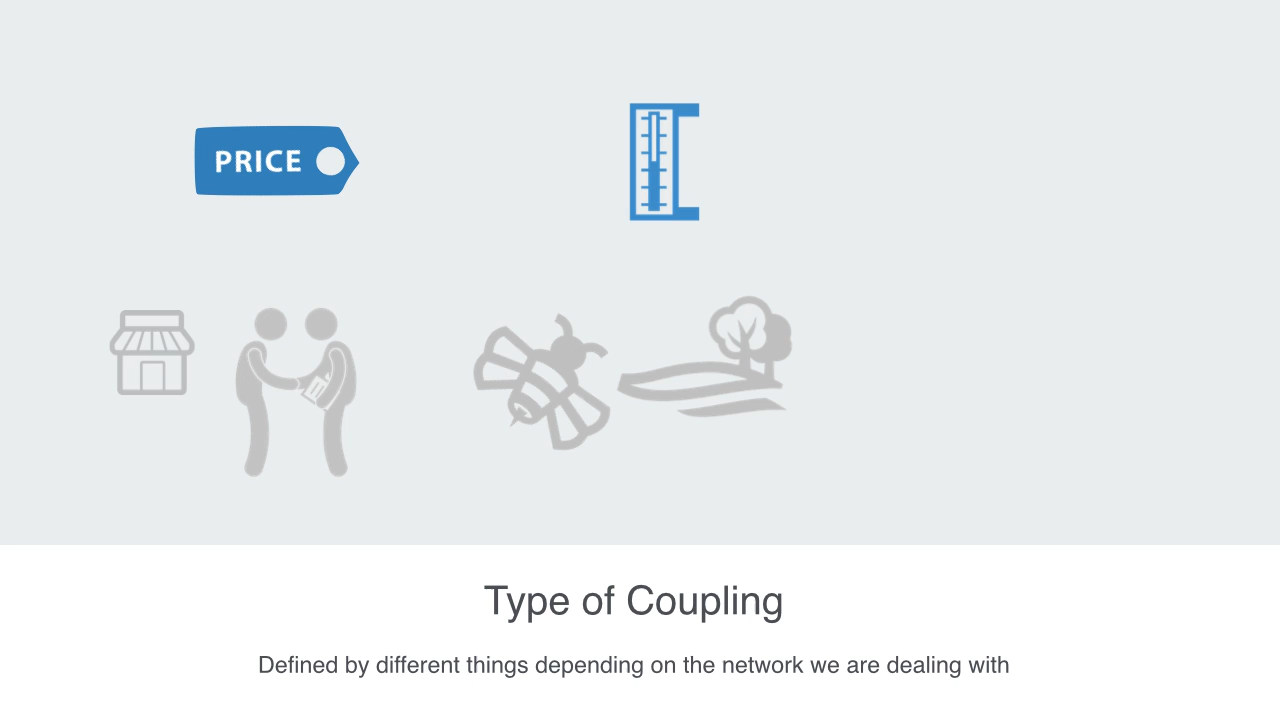 PRICE
Type of Coupling
Defined by different things depending on the network we are dealing with